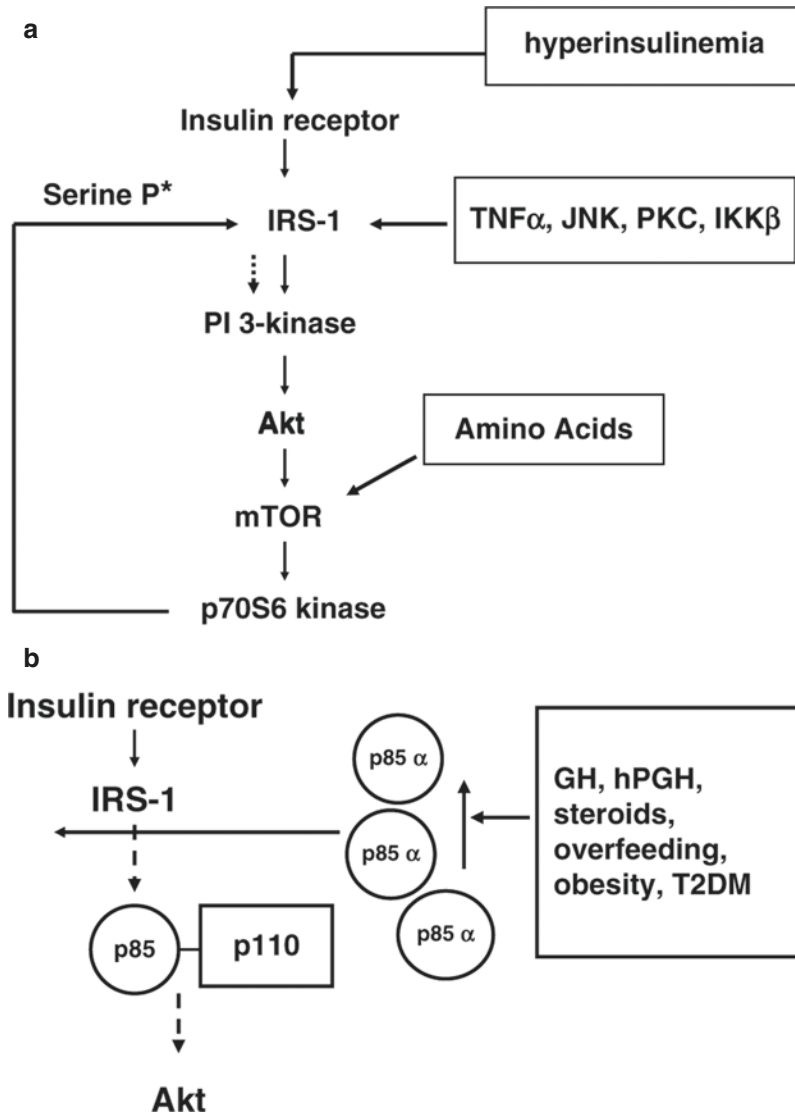 a
hyperinsulinemia
Insulin receptor
Serine P*
IRS-1
TNFα, JNK, PKC, IKKβ
PI 3-kinase
Akt
Amino Acids
mTOR
p70S6 kinase
b
Insulin receptor
IRS-1
p85 α
p85 α
p85 α
GH, hPGH,
steroids,
overfeeding,
obesity, T2DM
p85
p110
Akt